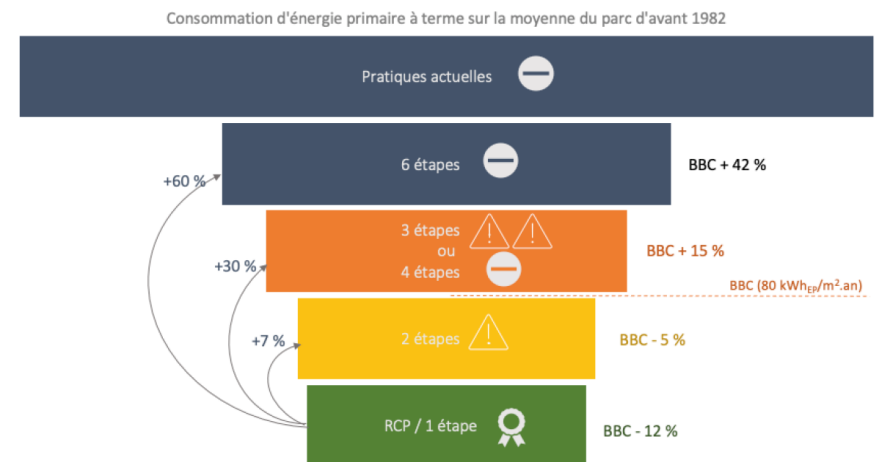 Consommation d'énergie primaire à terme sur la moyenne du parc d'avant 1982
Pratiques actuelles
6 étapes
BBC + 42 %
+60 %
3 étapes
ou
4 étapes
BBC + 15 %
+30 %
BBC (80 kWhEP/m².an)
2 étapes
BBC - 5 %
+7 %
RCP / 1 étape
BBC - 12 %